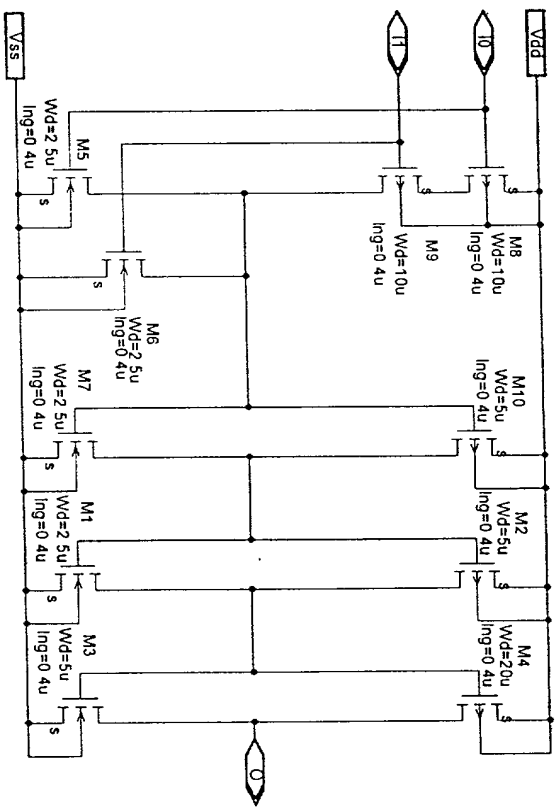 Vdd
I0
I1
Vss
M8
Wd=10u
lng=0 4u
M9
Wd=10u
lng=0 4u
M5
Wd=2 5u
lng=0 4u
M6
Wd=2 5u
lng=0 4u
M10
Wd=5u
lng=0 4u
M7
Wd=2 5u
lng=0 4u
M2
Wd=5u
lng=0 4u
M1
Wd=2 5u
lng=0 4u
M4
Wd=20u
lng=0 4u
M3
Wd=5u
lng=0 4u
O
s
s
s
s
s
s
s
s
s
s